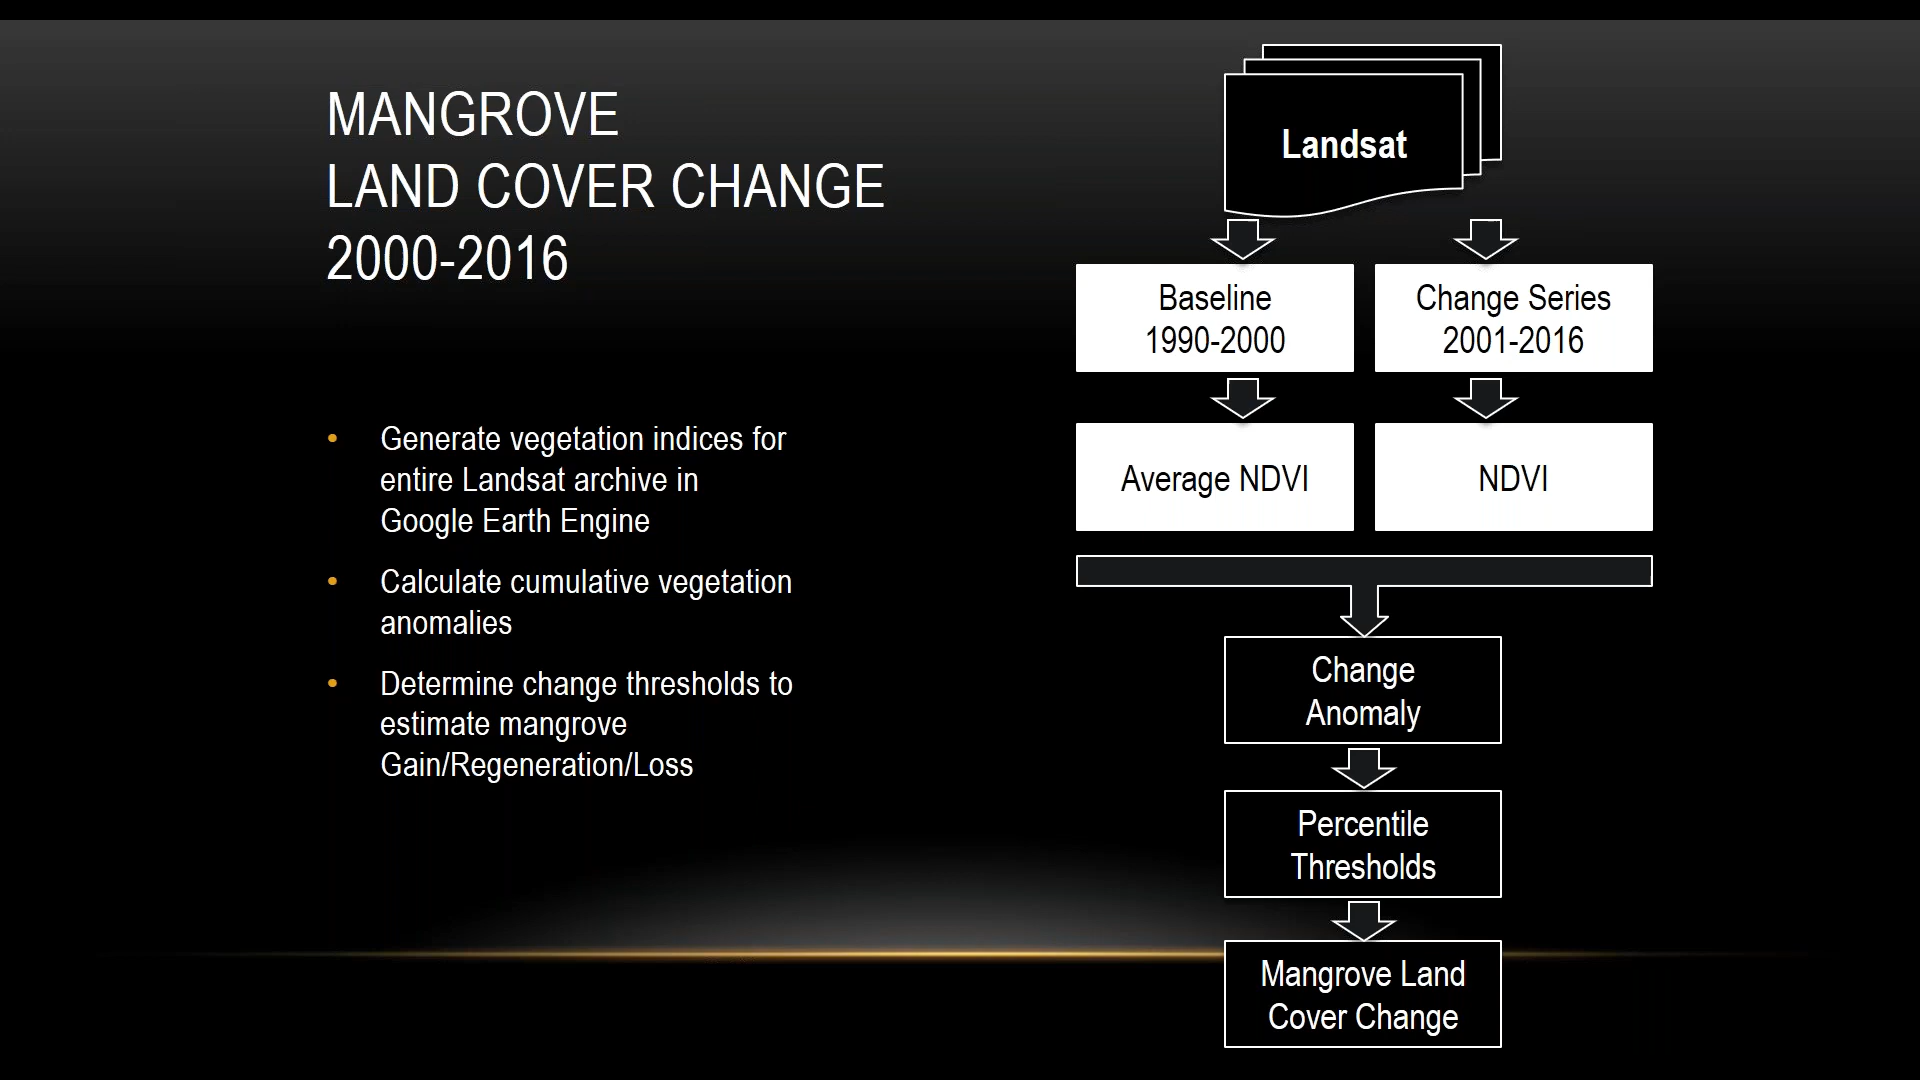 MANGROVE
LAND COVER CHANGE
2000-2016
• Generate vegetation indices for
entire Landsat archive in
Google Earth Engine
• Calculate cumulative vegetation
anomalies
• Determine change thresholds to
estimate mangrove
Gain/Regeneration/Loss
Landsat
Baseline
1990-2000
Change Series
2001-2016
Average NDVI
NDVI
Change
Anomaly
Percentile
Thresholds
Mangrove Land
Cover Change